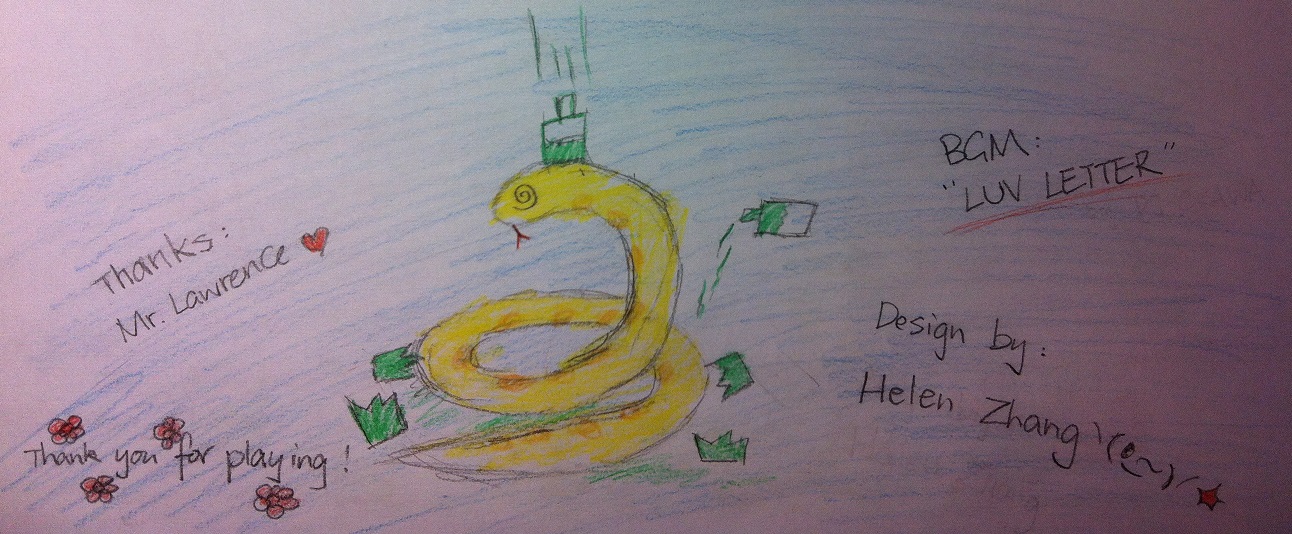 Thanks:
Mr. Lawrence
Thank you for playing!
BGM:
"LUV LETTER"
Design by:
Helen Zhang